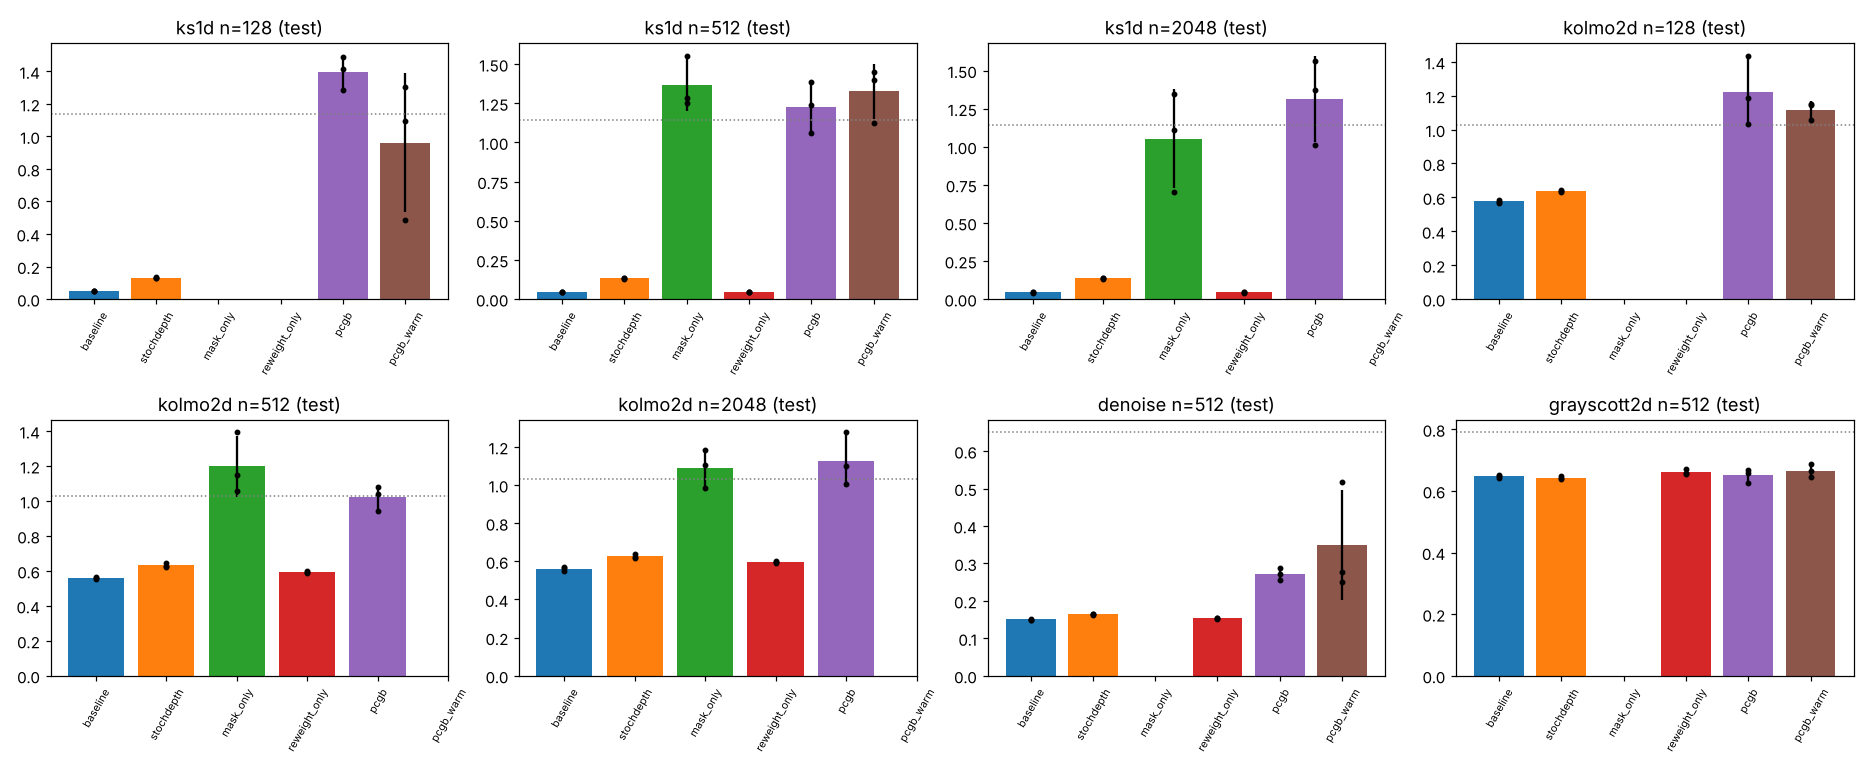 ks1d n=128 (test)
1.4
1.2
1.0
0.8
0.6
0.4
0.2
0.0
baseline
stochdepth
mask_only
reweight_only
pcgb
pcgb_warm
ks1d n=512 (test)
1.50
1.25
1.00
0.75
0.50
0.25
0.00
baseline
stochdepth
mask_only
reweight_only
pcgb
pcgb_warm
ks1d n=2048 (test)
1.50
1.25
1.00
0.75
0.50
0.25
0.00
baseline
stochdepth
mask_only
reweight_only
pcgb
pcgb_warm
kolmo2d n=128 (test)
1.4
1.2
1.0
0.8
0.6
0.4
0.2
0.0
baseline
stochdepth
mask_only
reweight_only
pcgb
pcgb_warm
kolmo2d n=512 (test)
1.4
1.2
1.0
0.8
0.6
0.4
0.2
0.0
baseline
stochdepth
mask_only
reweight_only
pcgb
pcgb_warm
kolmo2d n=2048 (test)
1.2
1.0
0.8
0.6
0.4
0.2
0.0
baseline
stochdepth
mask_only
reweight_only
pcgb
pcgb_warm
denoise n=512 (test)
0.6
0.5
0.4
0.3
0.2
0.1
0.0
baseline
stochdepth
mask_only
reweight_only
pcgb
pcgb_warm
grayscott2d n=512 (test)
0.8
0.6
0.4
0.2
0.0
baseline
stochdepth
mask_only
reweight_only
pcgb
pcgb_warm